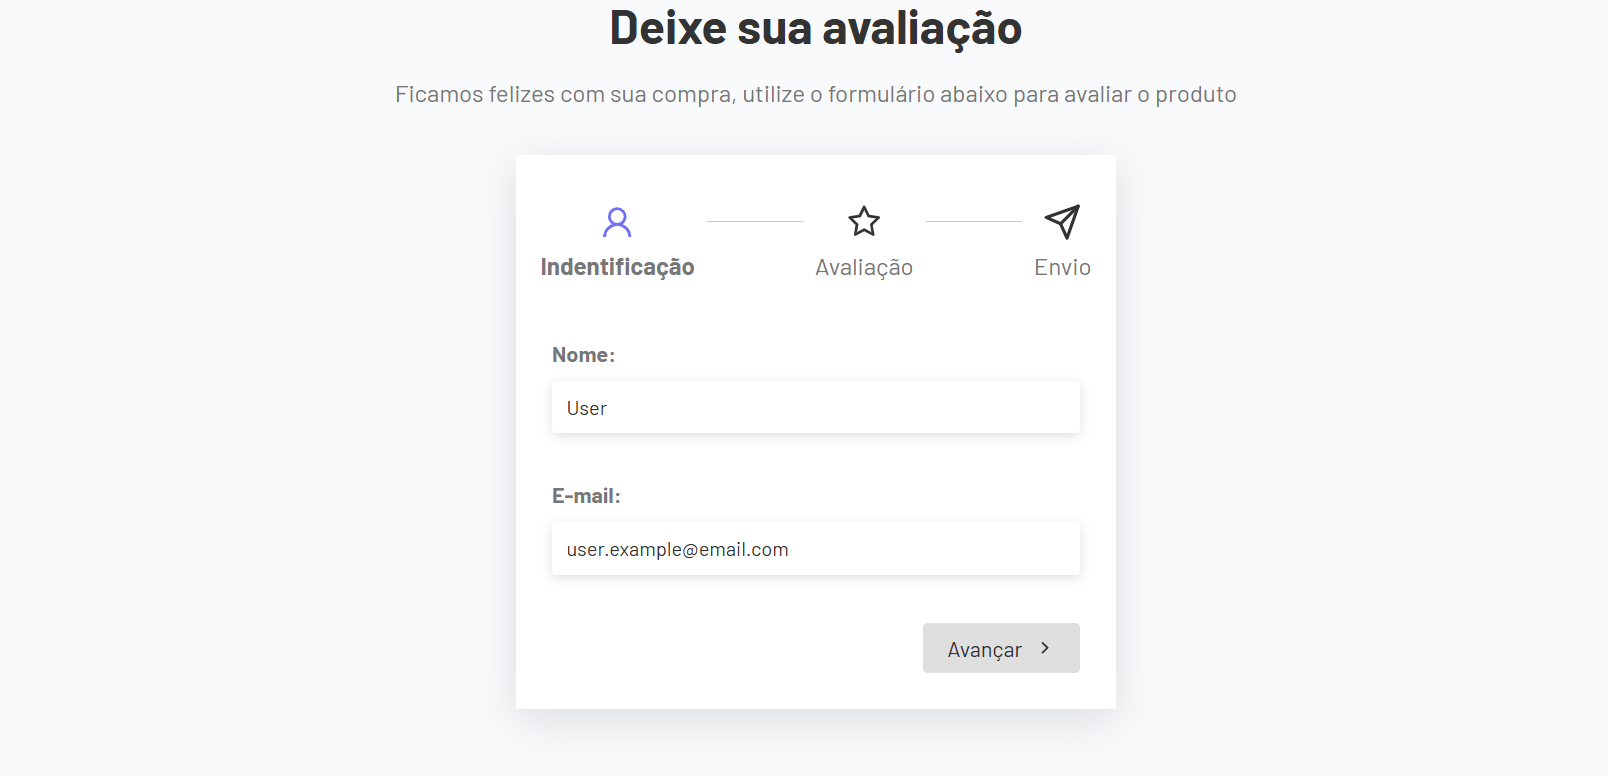 Deixe sua avaliação
Ficamos felizes com sua compra, utilize o formulário abaixo para avaliar o produto
Indentificação
Avaliação
Envio
Nome:
User
E-mail:
user.example@email.com
Avançar